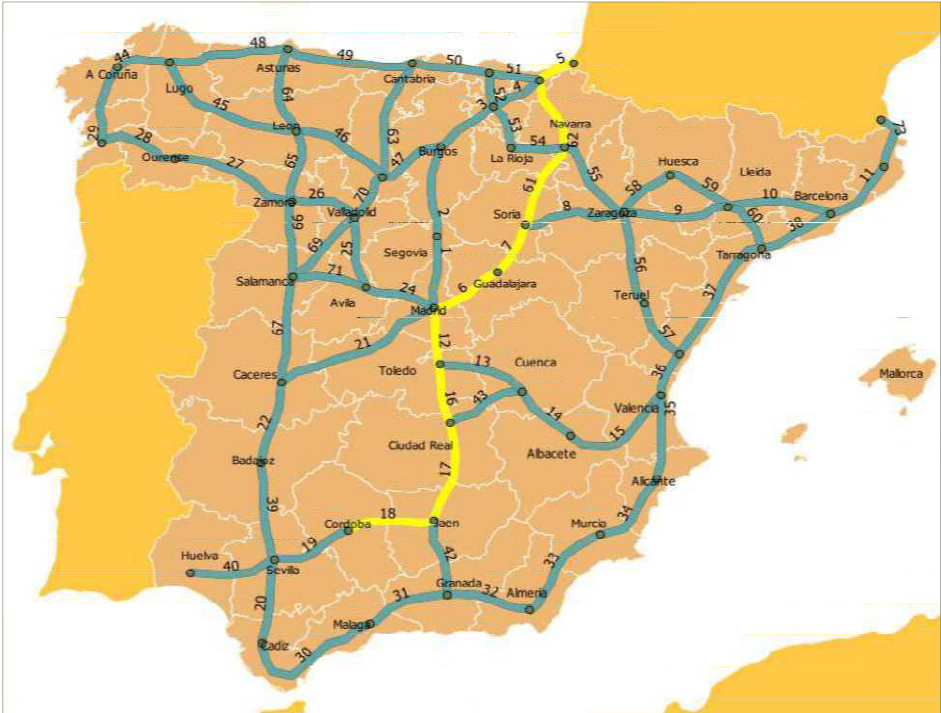 48
49
50
5
44
51
A Coruña
Asturias
Cantabria
4
Lugo
64
52
3
45
Leon
46
63
53
Navarra
62
29
28
47
Burgos
La Rioja
54
73
Ourense
27
65
55
Huesca
Lleida
58
59
11
26
70
61
10
Barcelona
Zamora
Valladolid
2
Soria
8
Zaragoza
9
60
38
66
69
25
Segovia
1
7
Tarragona
Salamanca
71
24
6
Guadalajara
56
37
Avila
Madrid
Teruel
67
21
12
57
Toledo
13
Cuenca
Caceres
16
43
36
Mallorca
22
14
Valencia
35
Ciudad Real
15
Badajoz
17
Albacete
Alicante
39
18
34
Cordoba
Jaen
Murcia
19
42
33
Huelva
40
Sevilla
Granada
32
Almeria
20
31
Malaga
Cadiz
30